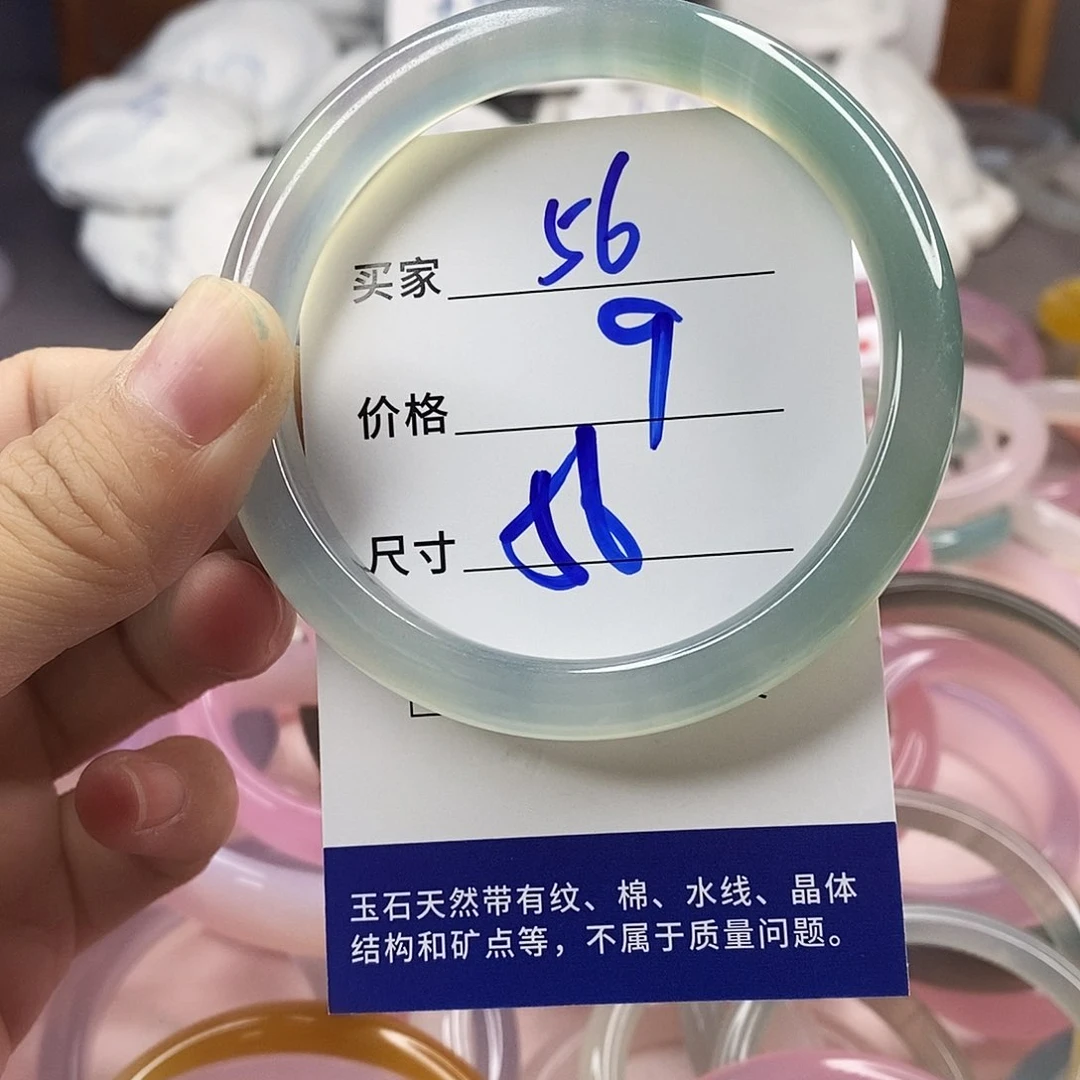 买家 56
价格 9
尺寸
玉石天然带有纹、棉、水线、晶体
结构和矿点等，不属于质量问题。